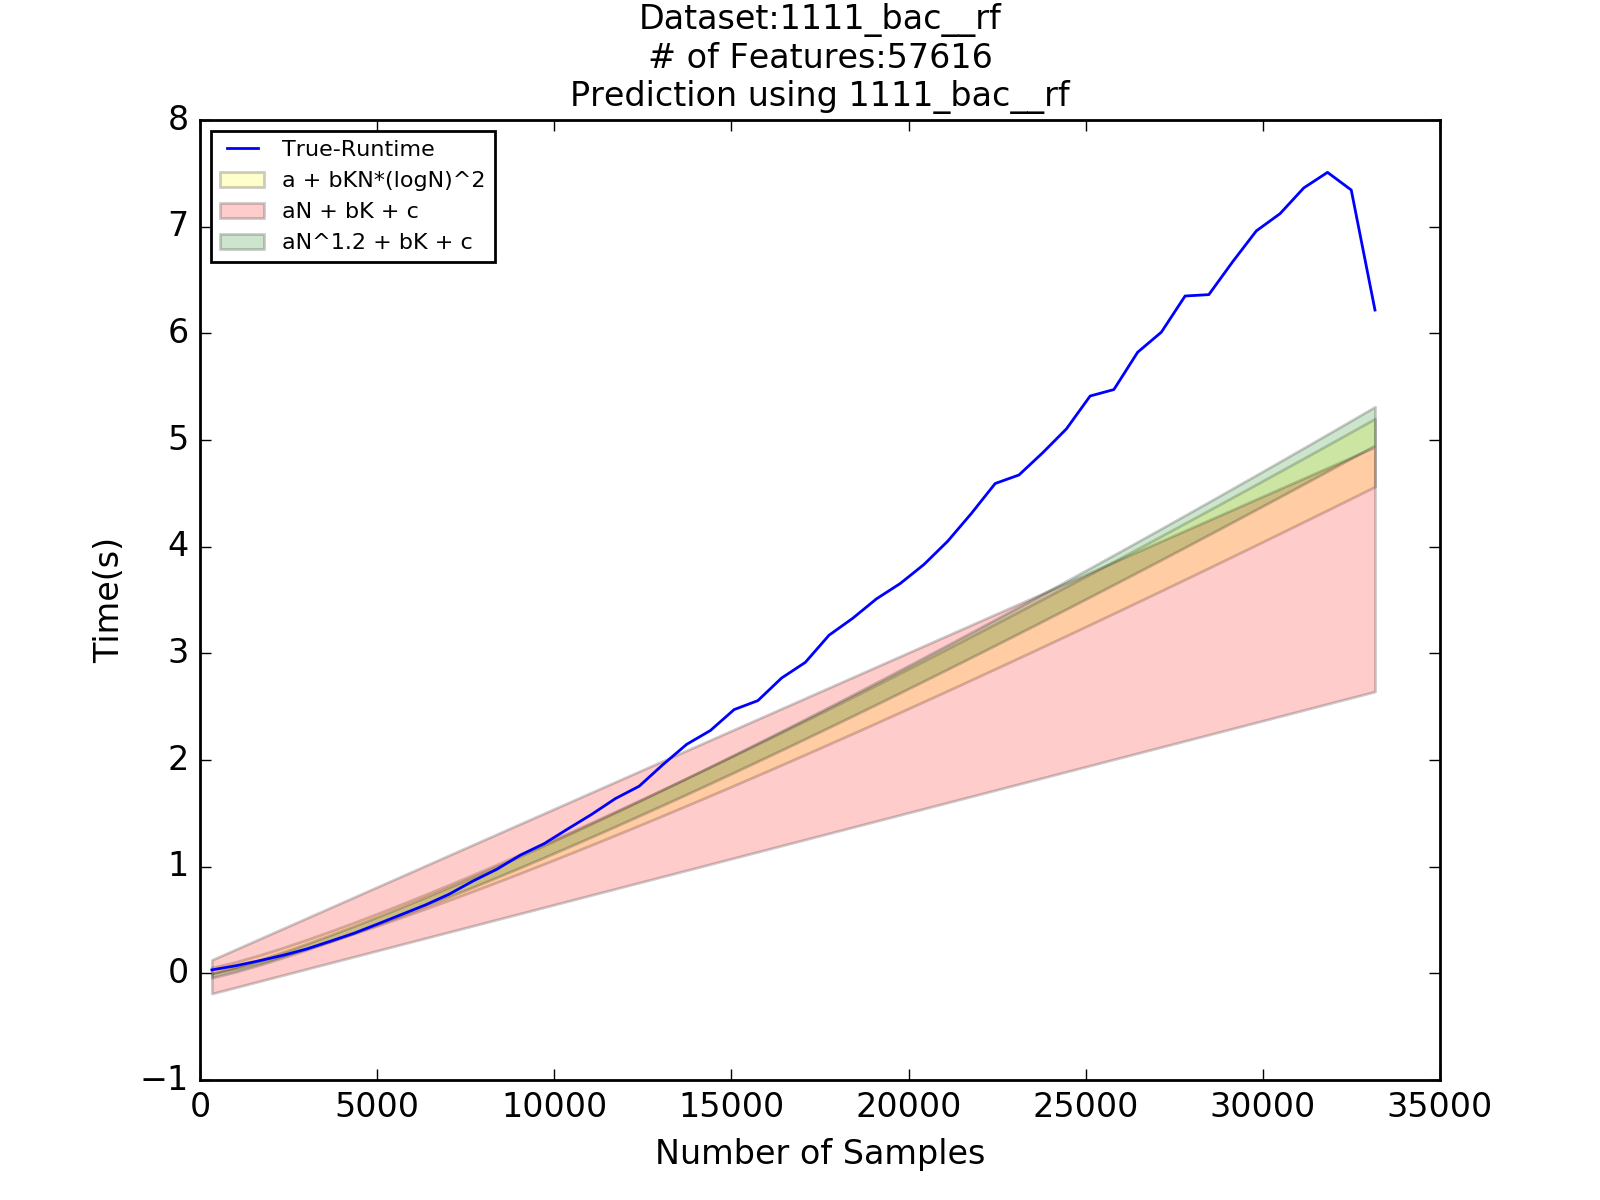 Dataset:1111_bac__rf
# of Features:57616
Prediction using 1111_bac__rf
8
7
6
5
4
3
2
1
0
−1
True-Runtime
a + bKN*(logN)^2
aN + bK + c
aN^1.2 + bK + c
Time(s)
0 5000 10000 15000 20000 25000 30000 35000
Number of Samples